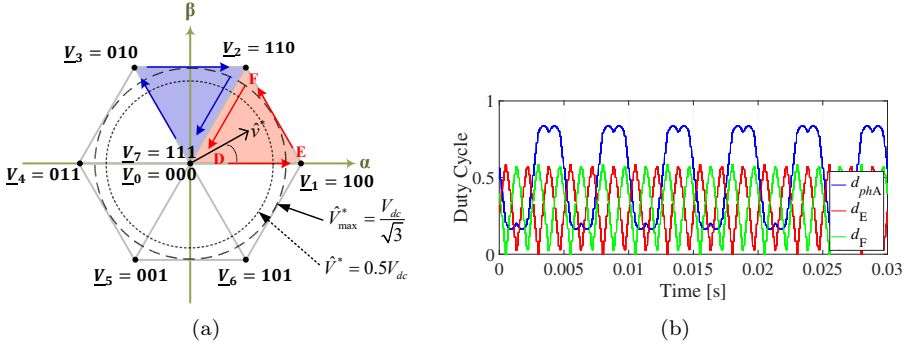 β
V3 = 010
V2 = 110
F
v̂*
V7 = 111
D
E
α
V4 = 011
V0 = 000
V1 = 100
V̂*max = Vdc/√3
V5 = 001
V6 = 101
V̂* = 0.5Vdc
(a)
1
0.5
0
Duty Cycle
dphA
dE
dF
0 0.005 0.01 0.015 0.02 0.025 0.03
Time [s]
(b)